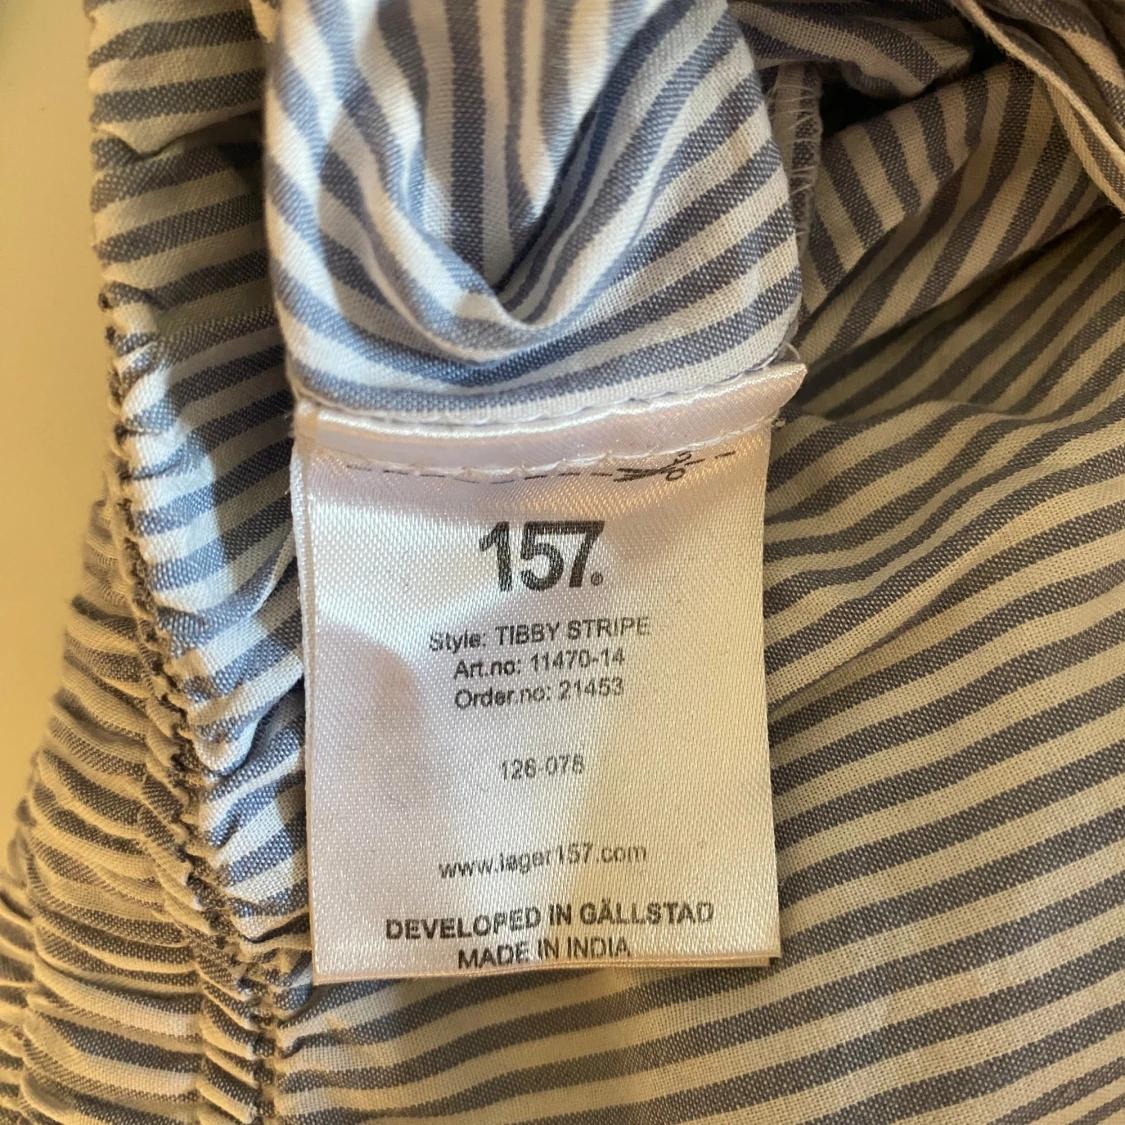 157.
Style: TIBBY STRIPE
Art.no: 11470-14
Order.no: 21453
126-076
www.lager157.com
DEVELOPED IN GÄLLSTAD
MADE IN INDIA